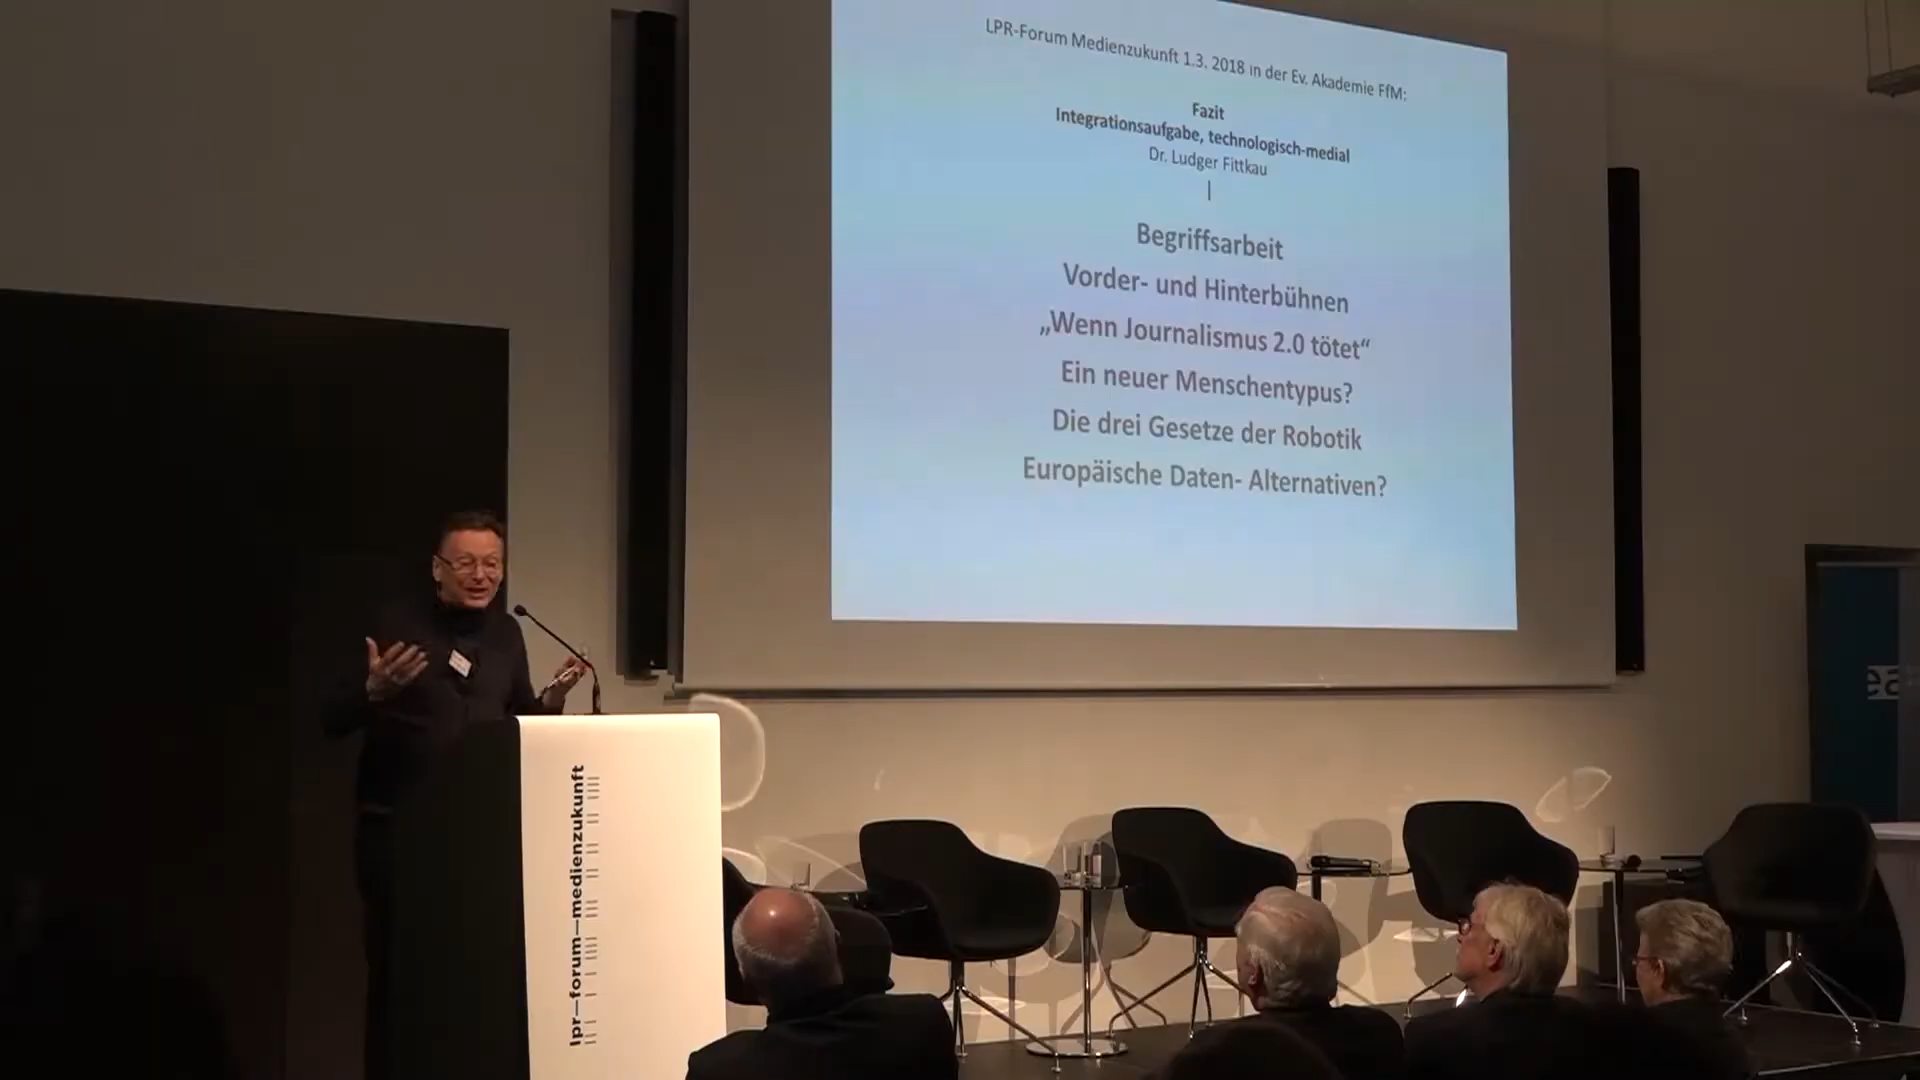 LPR-Forum Medienzukunft 1.3. 2018 in der Ev. Akademie FfM:
Fazit
Integrationsaufgabe, technologisch-medial
Dr. Ludger Fittkau
|
Begriffsarbeit
Vorder- und Hinterbühnen
„Wenn Journalismus 2.0 tötet“
Ein neuer Menschentypus?
Die drei Gesetze der Robotik
Europäische Daten- Alternativen?
lpr—forum—medienzukunft
ea